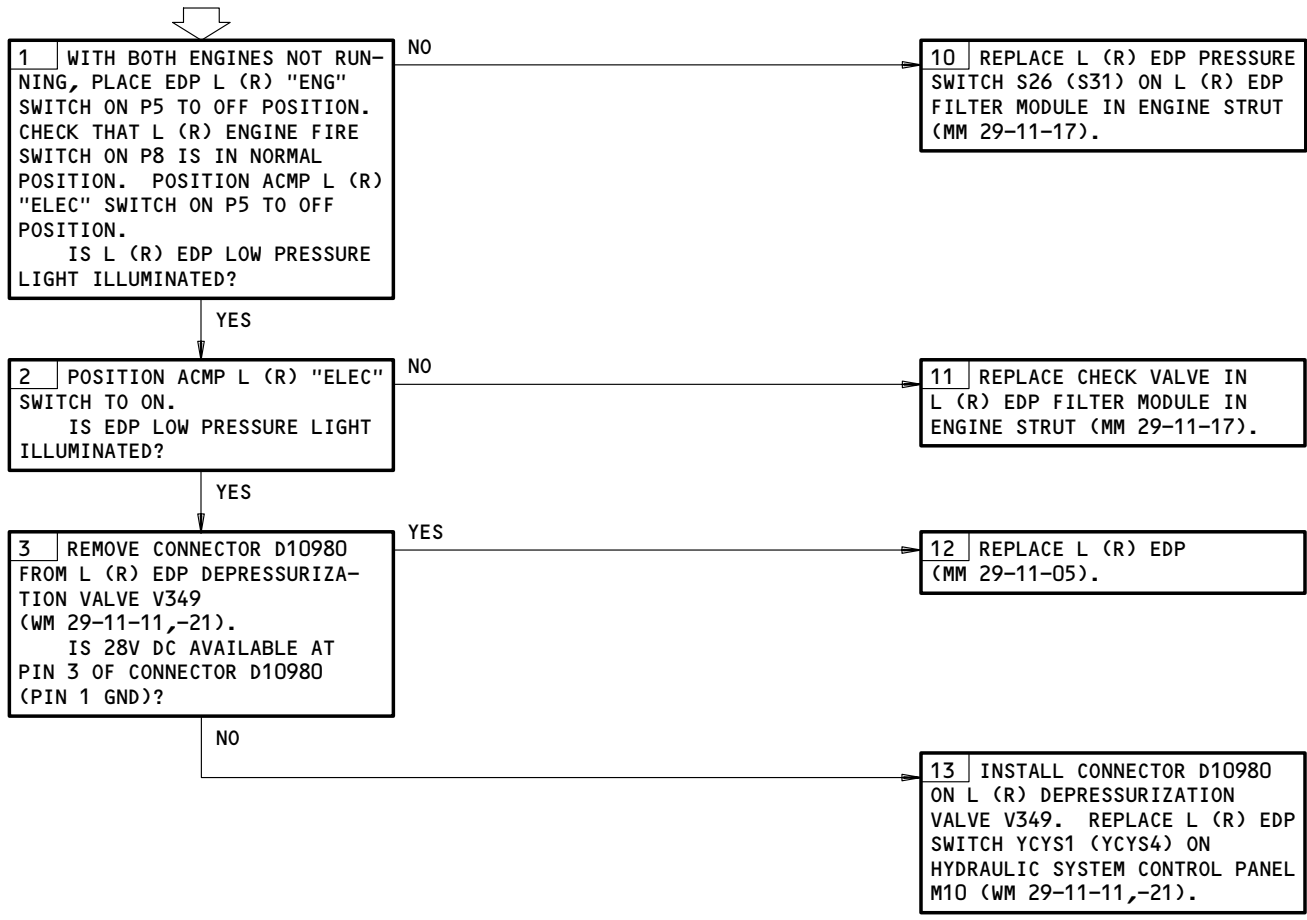 1 WITH BOTH ENGINES NOT RUN-
NING, PLACE EDP L (R) "ENG"
SWITCH ON P5 TO OFF POSITION.
CHECK THAT L (R) ENGINE FIRE
SWITCH ON P8 IS IN NORMAL
POSITION. POSITION ACMP L (R)
"ELEC" SWITCH ON P5 TO OFF
POSITION.
IS L (R) EDP LOW PRESSURE
LIGHT ILLUMINATED?
NO
10 REPLACE L (R) EDP PRESSURE
SWITCH S26 (S31) ON L (R) EDP
FILTER MODULE IN ENGINE STRUT
(MM 29-11-17).
YES
2 POSITION ACMP L (R) "ELEC"
SWITCH TO ON.
IS EDP LOW PRESSURE LIGHT
ILLUMINATED?
NO
11 REPLACE CHECK VALVE IN
L (R) EDP FILTER MODULE IN
ENGINE STRUT (MM 29-11-17).
YES
3 REMOVE CONNECTOR D10980
FROM L (R) EDP DEPRESSURIZA-
TION VALVE V349
(WM 29-11-11,-21).
IS 28V DC AVAILABLE AT
PIN 3 OF CONNECTOR D10980
(PIN 1 GND)?
YES
12 REPLACE L (R) EDP
(MM 29-11-05).
NO
13 INSTALL CONNECTOR D10980
ON L (R) DEPRESSURIZATION
VALVE V349. REPLACE L (R) EDP
SWITCH YCYS1 (YCYS4) ON
HYDRAULIC SYSTEM CONTROL PANEL
M10 (WM 29-11-11,-21).